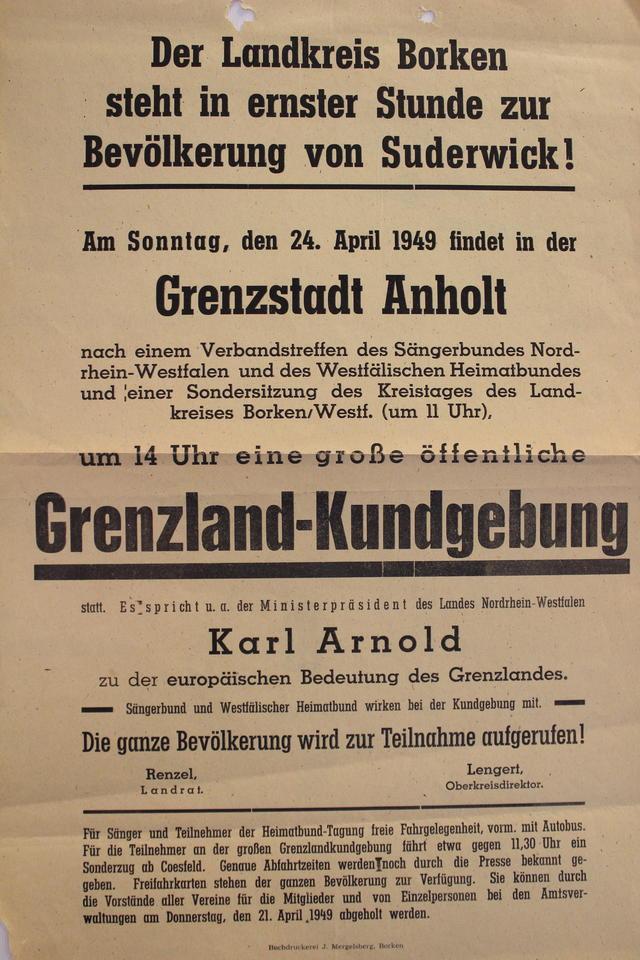 Der Landkreis Borken
steht in ernster Stunde zur
Bevölkerung von Suderwick!
Am Sonntag, den 24. April 1949 findet in der
Grenzstadt Anholt
nach einem Verbandstreffen des Sängerbundes Nord-
rhein-Westfalen und des Westfälischen Heimatbundes
und einer Sondersitzung des Kreistages des Land-
kreises Borken/Westf. (um 11 Uhr),
um 14 Uhr eine große öffentliche
Grenzland-Kundgebung
statt. Es spricht u. a. der Ministerpräsident des Landes Nordrhein-Westfalen
Karl Arnold
zu der europäischen Bedeutung des Grenzlandes.
Sängerbund und Westfälischer Heimatbund wirken bei der Kundgebung mit.
Die ganze Bevölkerung wird zur Teilnahme aufgerufen!
Renzel, Lengert,
Landrat. Oberkreisdirektor.
Für Sänger und Teilnehmer der Heimatbund-Tagung freie Fahrgelegenheit, vorm. mit Autobus.
Für die Teilnehmer an der großen Grenzlandkundgebung fährt etwa gegen 11,30 Uhr ein
Sonderzug ab Coesfeld. Genaue Abfahrtzeiten werden noch durch die Presse bekannt ge-
geben. Freifahrkarten stehen der ganzen Bevölkerung zur Verfügung. Sie können durch
die Vorstände aller Vereine für die Mitglieder und von Einzelpersonen bei den Amtsver-
waltungen am Donnerstag, den 21. April 1949 abgeholt werden.
Buchdruckerei J. Mergelsberg, Borken